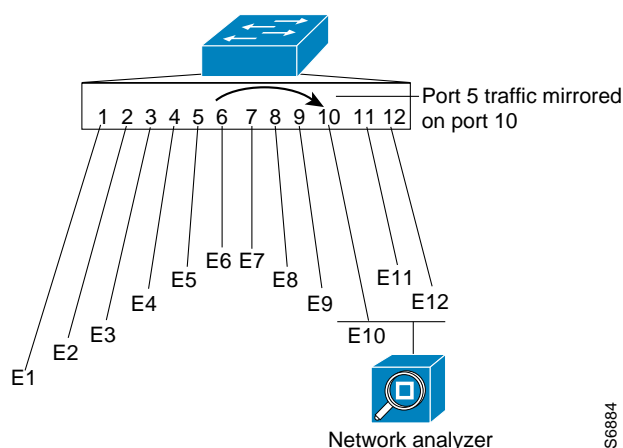 Port 5 traffic mirrored
on port 10
1 2 3 4 5 6 7 8 9 10 11 12
E6 E7
E5 E8 E11
E4 E9 E12
E3 E10
E2
E1
Network analyzer
S6884